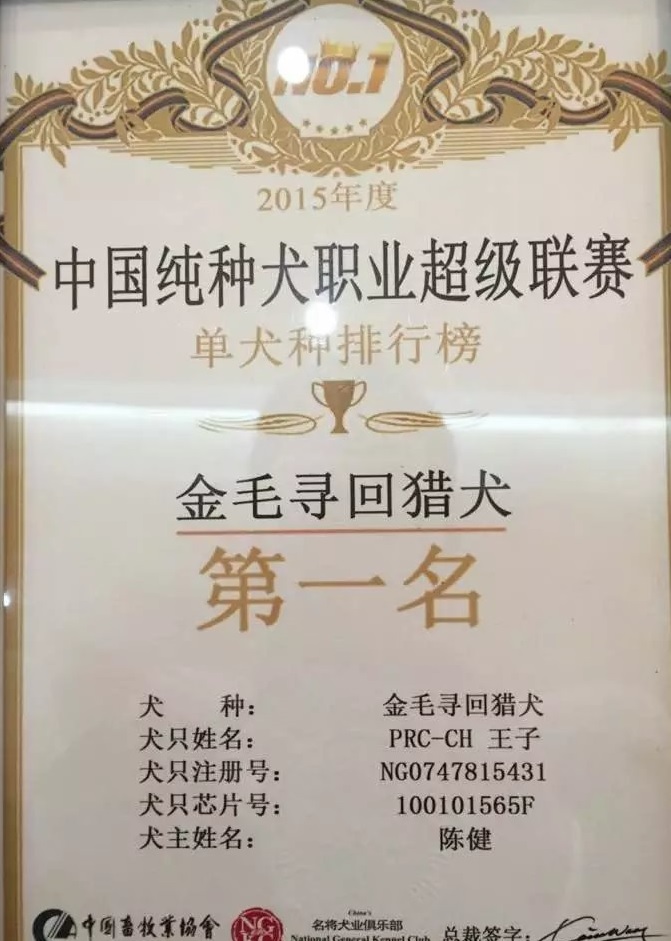 NO.1
2015年度
中国纯种犬职业超级联赛
单犬种排行榜
金毛寻回猎犬
第一名
犬　　种: 金毛寻回猎犬
犬只姓名: PRC-CH 王子
犬只注册号: NG0747815431
犬只芯片号: 100101565F
犬主姓名: 陈健
中国畜牧业協會
NG
China's
名将犬业俱乐部
National General Kennel Club
总裁签字: